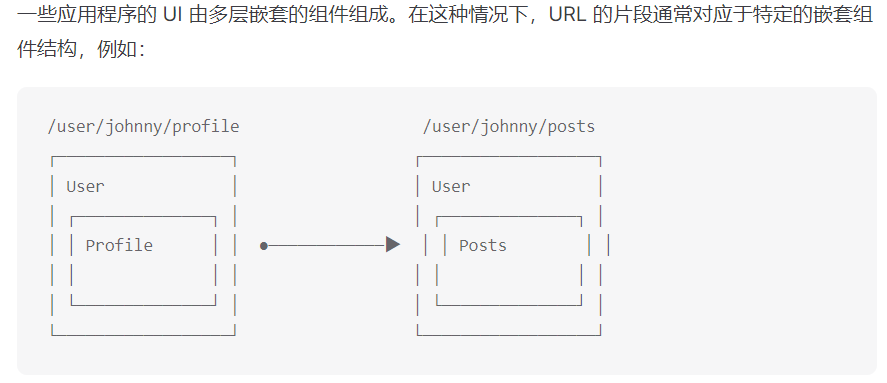 一些应用程序的 UI 由多层嵌套的组件组成。在这种情况下，URL 的片段通常对应于特定的嵌套组
件结构，例如：
/user/johnny/profile /user/johnny/posts
User User
Profile Posts